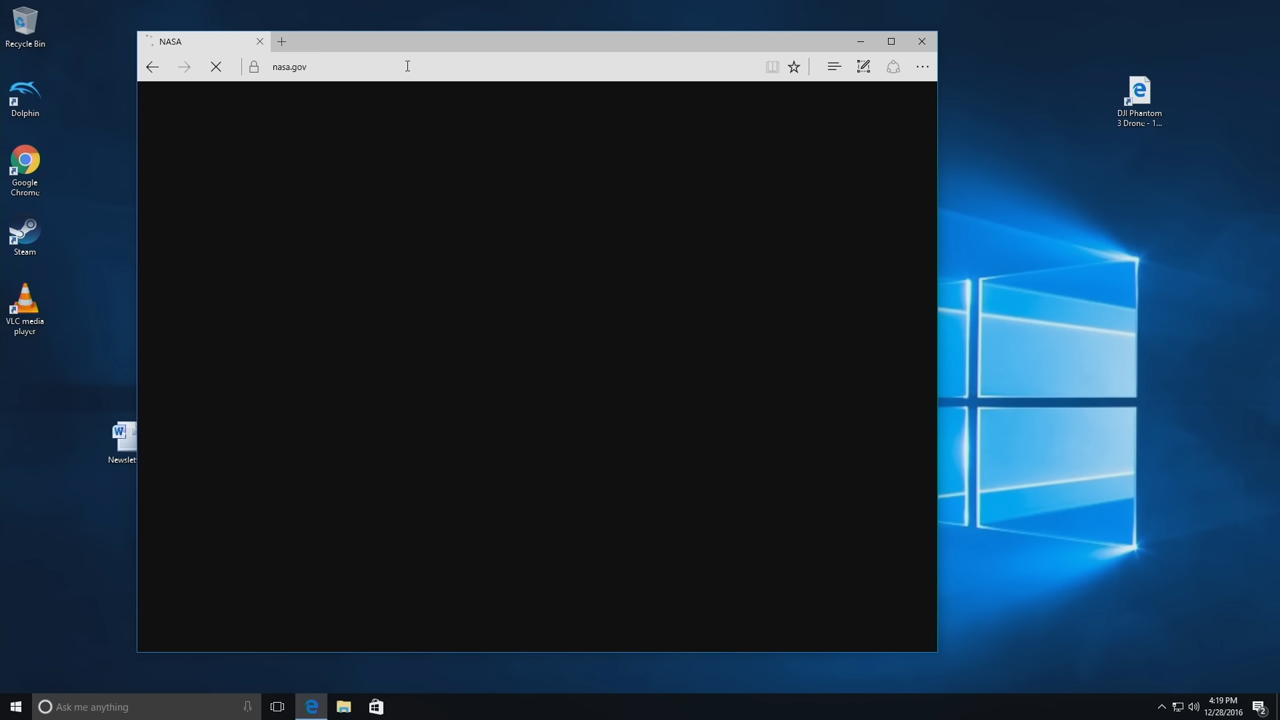 Recycle Bin
Dolphin
Google
Chrome
Steam
VLC media
player
Newslet
NASA
nasa.gov
DJI Phantom
3 Drone - 1...
Ask me anything
4:19 PM
12/28/2016
2